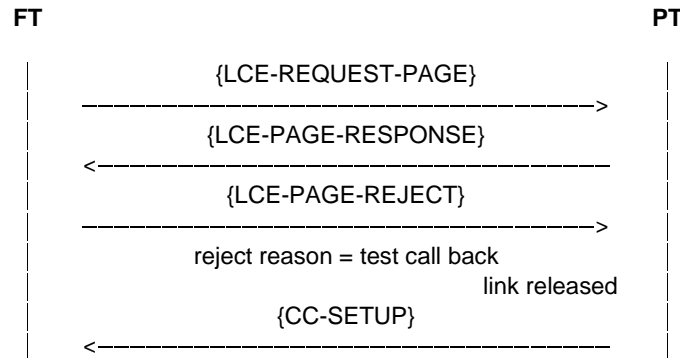 FT PT
{LCE-REQUEST-PAGE}
{LCE-PAGE-RESPONSE}
{LCE-PAGE-REJECT}
reject reason = test call back
link released
{CC-SETUP}